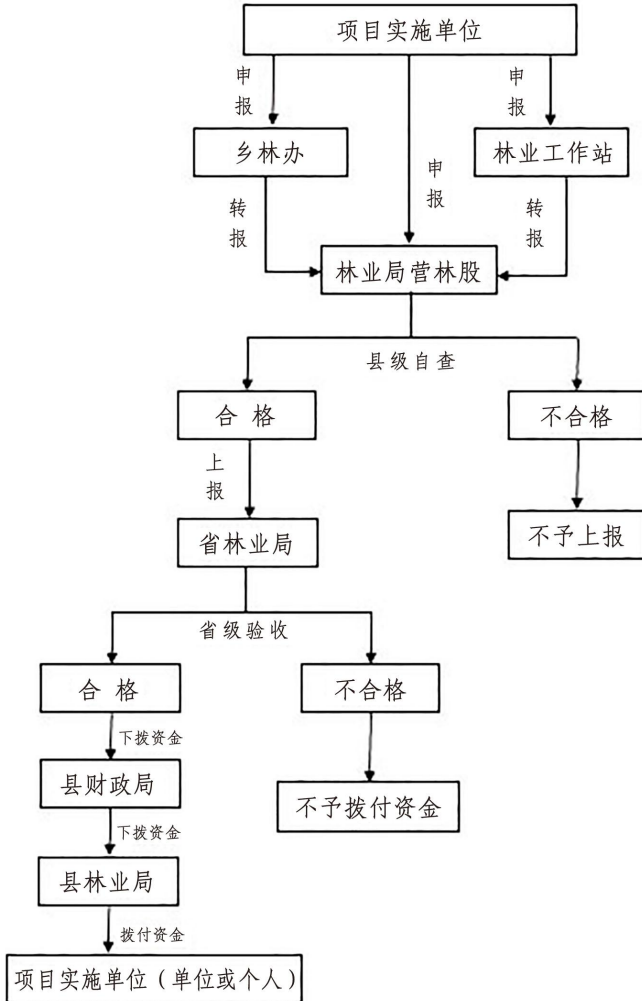 项目实施单位
申报
申报
申报
乡林办
林业工作站
转报
转报
林业局营林股
县级自查
合格
不合格
上报
省林业局
不予上报
省级验收
合格
不合格
下拨资金
县财政局
不予拨付资金
下拨资金
县林业局
拨付资金
项目实施单位（单位或个人）